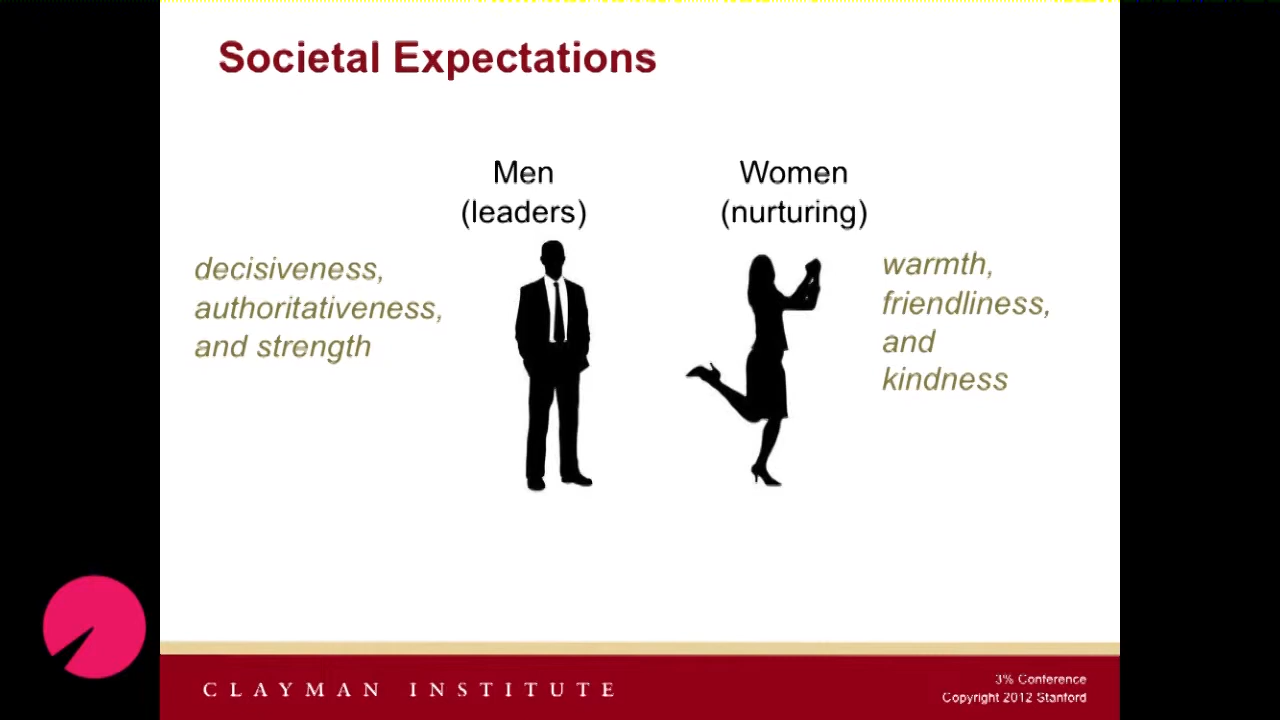 Societal Expectations
Men
(leaders)
Women
(nurturing)
decisiveness,
authoritativeness,
and strength
warmth,
friendliness,
and
kindness
CLAYMAN INSTITUTE
3% Conference
Copyright 2012 Stanford